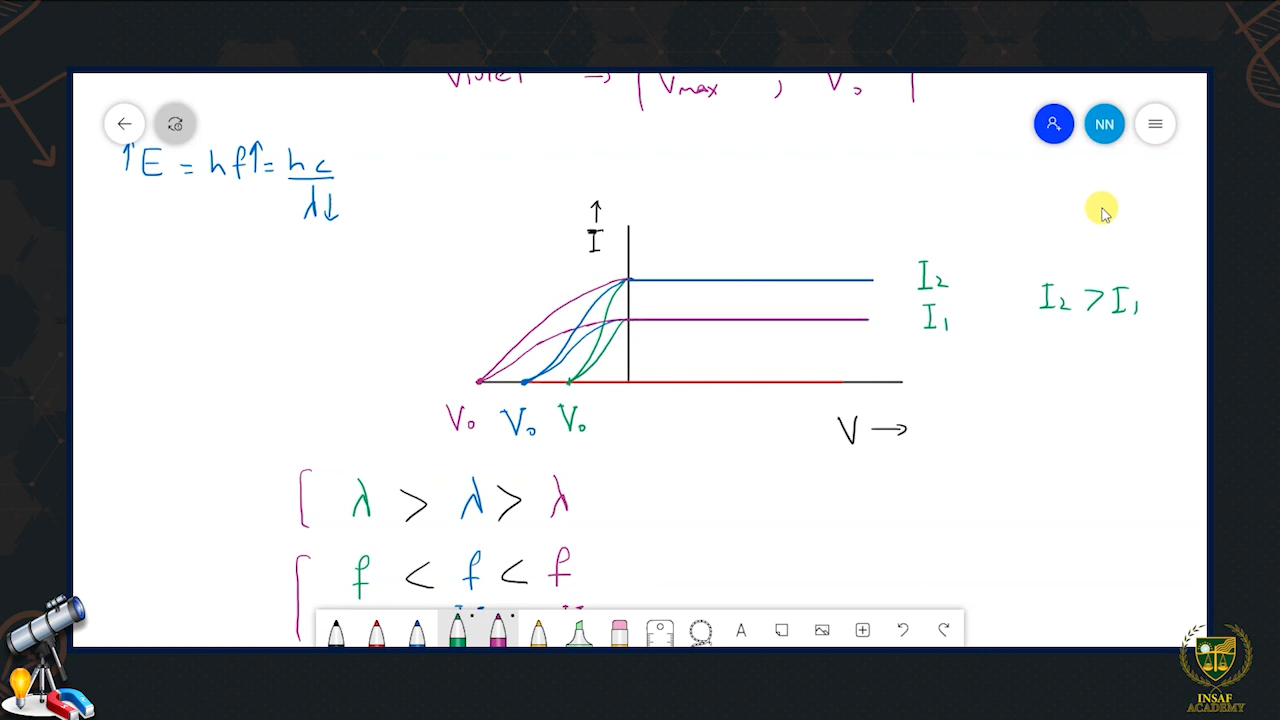 Violet → | Vmax , V₀ |
NN
↑E = hf↑ = hc/λ↓
↑
I
I₂
I₁
I₂ > I₁
V₀ V₀ V₀
V →
λ > λ > λ
f < f < f
A
INSAF
ACADEMY